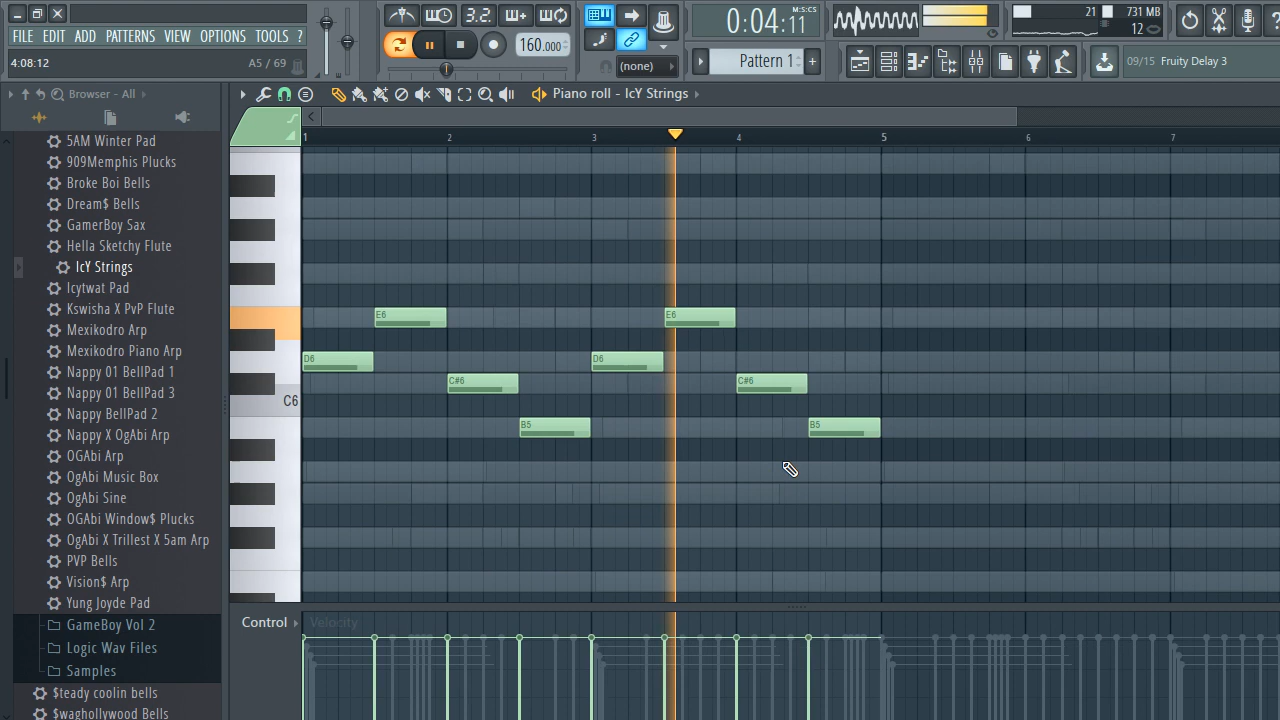 FILE EDIT ADD PATTERNS VIEW OPTIONS TOOLS ?
4:08:12 A5 / 69
3.2
160.000
(none)
0:04:11 M:S:CS
Pattern 1 +
21 731 MB
12
09/15 Fruity Delay 3
Browser - All
Piano roll - IcY Strings
5AM Winter Pad
909Memphis Plucks
Broke Boi Bells
Dream$ Bells
GamerBoy Sax
Hella Sketchy Flute
IcY Strings
Icytwat Pad
Kswisha X PvP Flute
Mexikodro Arp
Mexikodro Piano Arp
Nappy 01 BellPad 1
Nappy 01 BellPad 3
Nappy BellPad 2
Nappy X OgAbi Arp
OGAbi Arp
OgAbi Music Box
OgAbi Sine
OGAbi Window$ Plucks
OgAbi X Trillest X 5am Arp
PVP Bells
Vision$ Arp
Yung Joyde Pad
GameBoy Vol 2
Logic Wav Files
Samples
$teady coolin bells
$waghollywood Bells
1 2 3 4 5 6 7
E6 E6
D6 D6
C#6 C#6
C6
B5 B5
Control Velocity